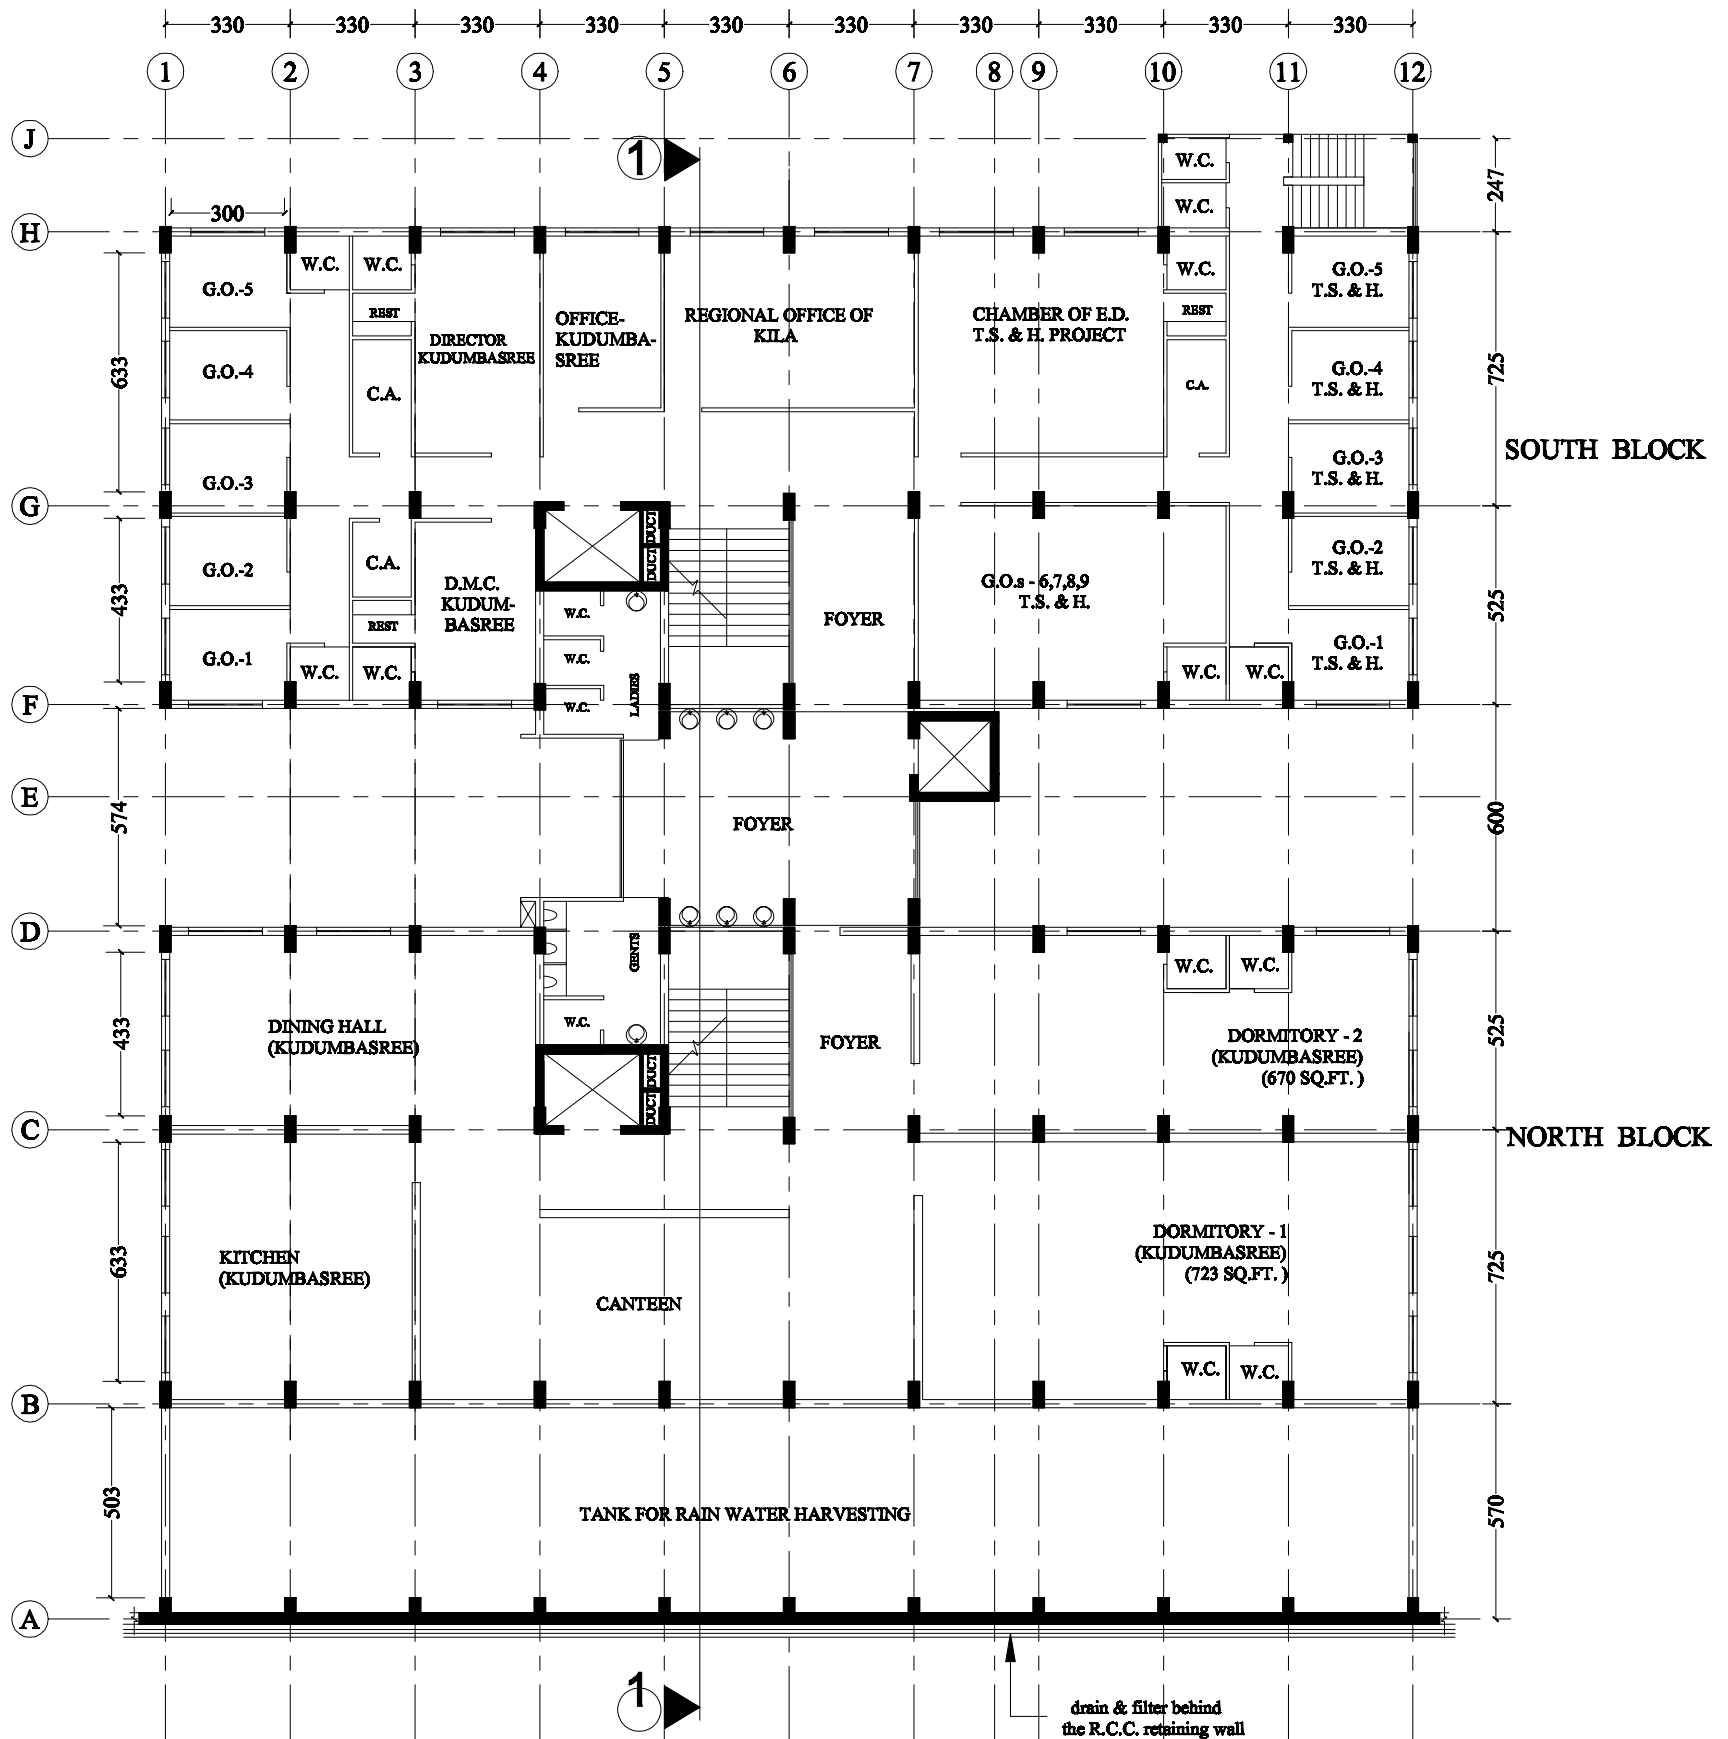 330 330 330 330 330 330 330 330 330 330
1 2 3 4 5 6 7 8 9 10 11 12
J
1
W.C.
247
W.C.
300
H
W.C. W.C. W.C.
G.O.-5
T.S. & H.
G.O.-5
REST
REST
OFFICE-
KUDUMBA-
SREE
REGIONAL OFFICE OF
KILA
CHAMBER OF E.D.
T.S. & H. PROJECT
DIRECTOR
KUDUMBASREE
633
725
G.O.-4
G.O.-4
T.S. & H.
C.A.
C.A.
SOUTH BLOCK
G.O.-3
G.O.-3
T.S. & H.
G
DUCT
DUCT
G.O.-2
T.S. & H.
C.A.
G.O.-2
D.M.C.
KUDUM-
BASREE
G.O.s - 6,7,8,9
T.S. & H.
433
525
W.C.
FOYER
REST
G.O.-1
T.S. & H.
G.O.-1
W.C.
W.C. W.C. W.C. W.C.
LADIES
W.C.
F
E
574
FOYER
600
D
GENTS
W.C. W.C.
W.C.
433
525
DINING HALL
(KUDUMBASREE)
FOYER
DORMITORY - 2
(KUDUMBASREE)
(670 SQ.FT. )
DUCT
DUCT
C
NORTH BLOCK
633
725
KITCHEN
(KUDUMBASREE)
DORMITORY - 1
(KUDUMBASREE)
(723 SQ.FT. )
CANTEEN
W.C. W.C.
B
503
570
TANK FOR RAIN WATER HARVESTING
A
1
drain & filter behind
the R.C.C. retaining wall